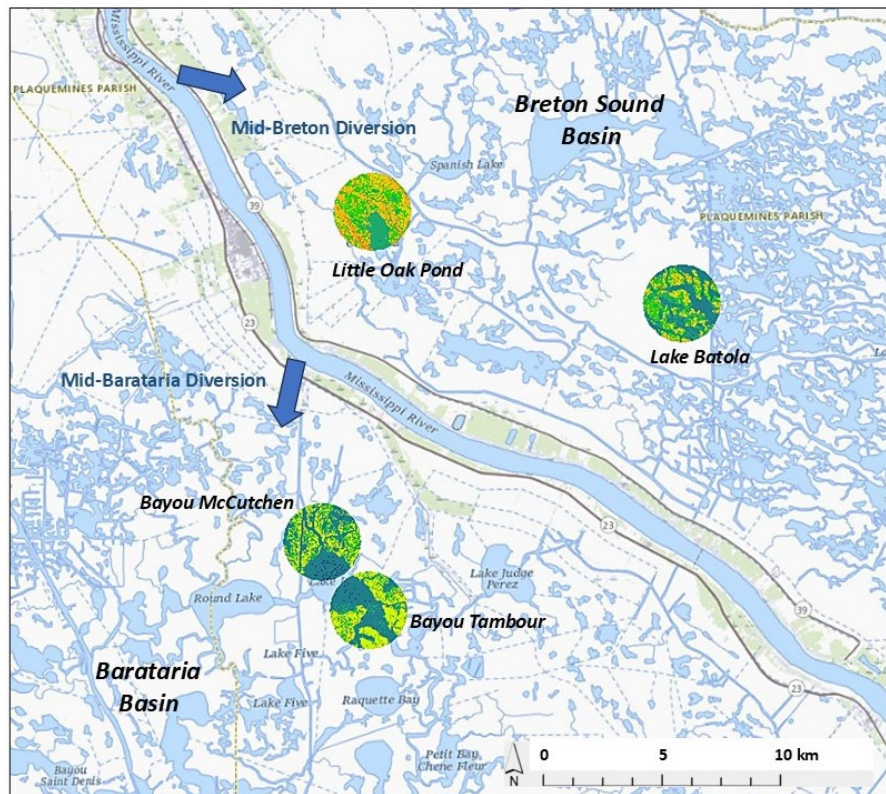 Mississippi River
PLAQUEMINES PARISH
Mid-Breton Diversion
Breton Sound
Basin
Spanish Lake
39
PLAQUEMINES PARISH
Little Oak Pond
Lake Batola
23
Mid-Barataria Diversion
Mississippi River
Bayou McCutchen
23
Lake Judge
Perez
Round Lake
Bayou Tambour
39
Lake Five
Barataria
Basin
Lake Five
Raquette Bay
23
Petit Bay
Chene Fleur
Bayou
Saint Denis
N
0 5 10 km